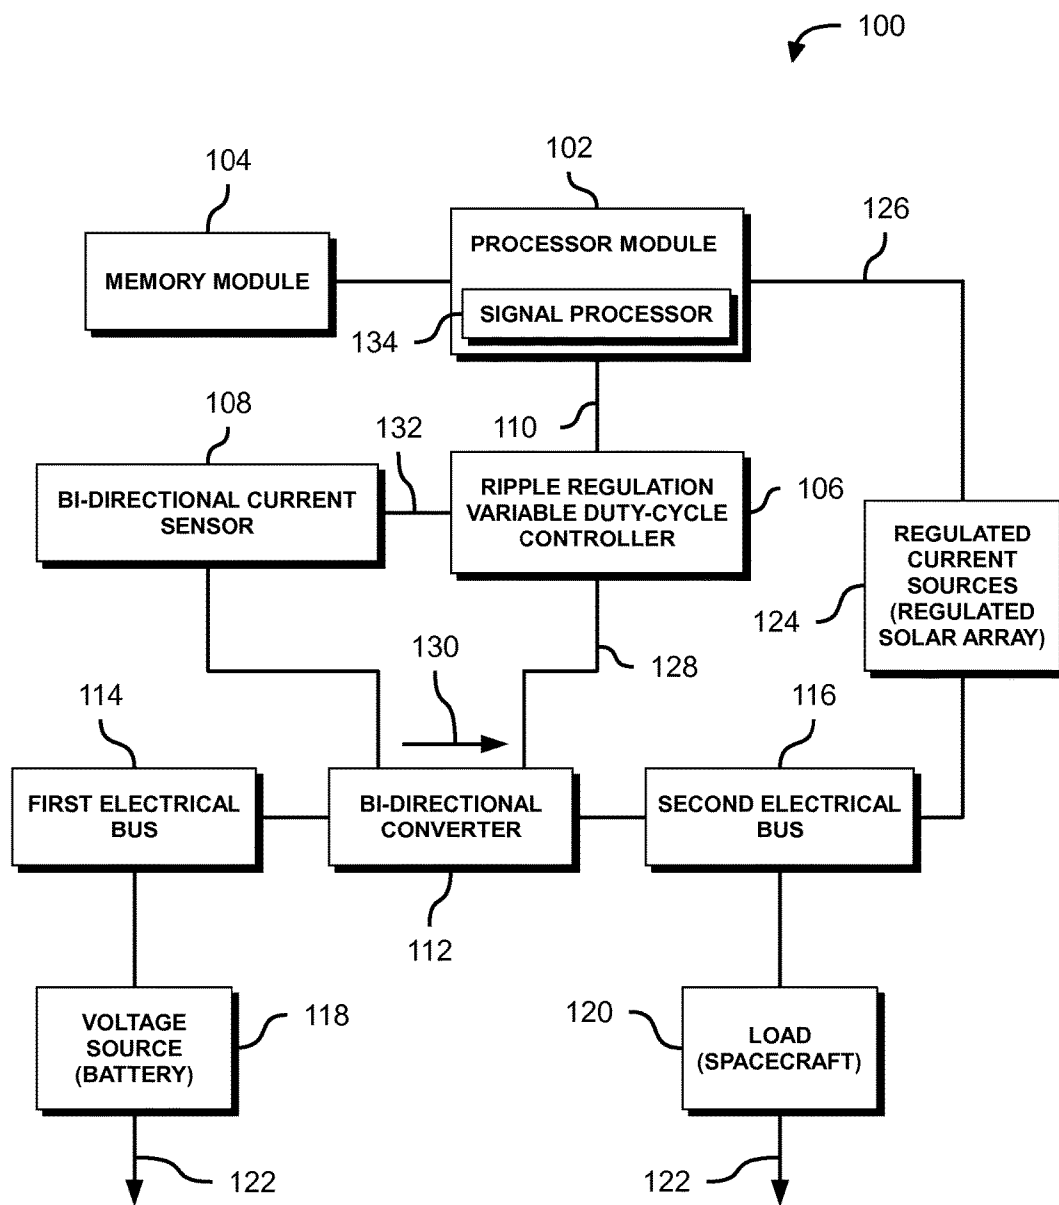 100
102
104
126
PROCESSOR MODULE
MEMORY MODULE
SIGNAL PROCESSOR
134
108
132
110
BI-DIRECTIONAL CURRENT
SENSOR
RIPPLE REGULATION
VARIABLE DUTY-CYCLE
CONTROLLER
106
REGULATED
CURRENT
SOURCES
(REGULATED
SOLAR ARRAY)
124
130
128
114
116
FIRST ELECTRICAL
BUS
BI-DIRECTIONAL
CONVERTER
SECOND ELECTRICAL
BUS
112
VOLTAGE
SOURCE
(BATTERY)
118
120
LOAD
(SPACECRAFT)
122
122